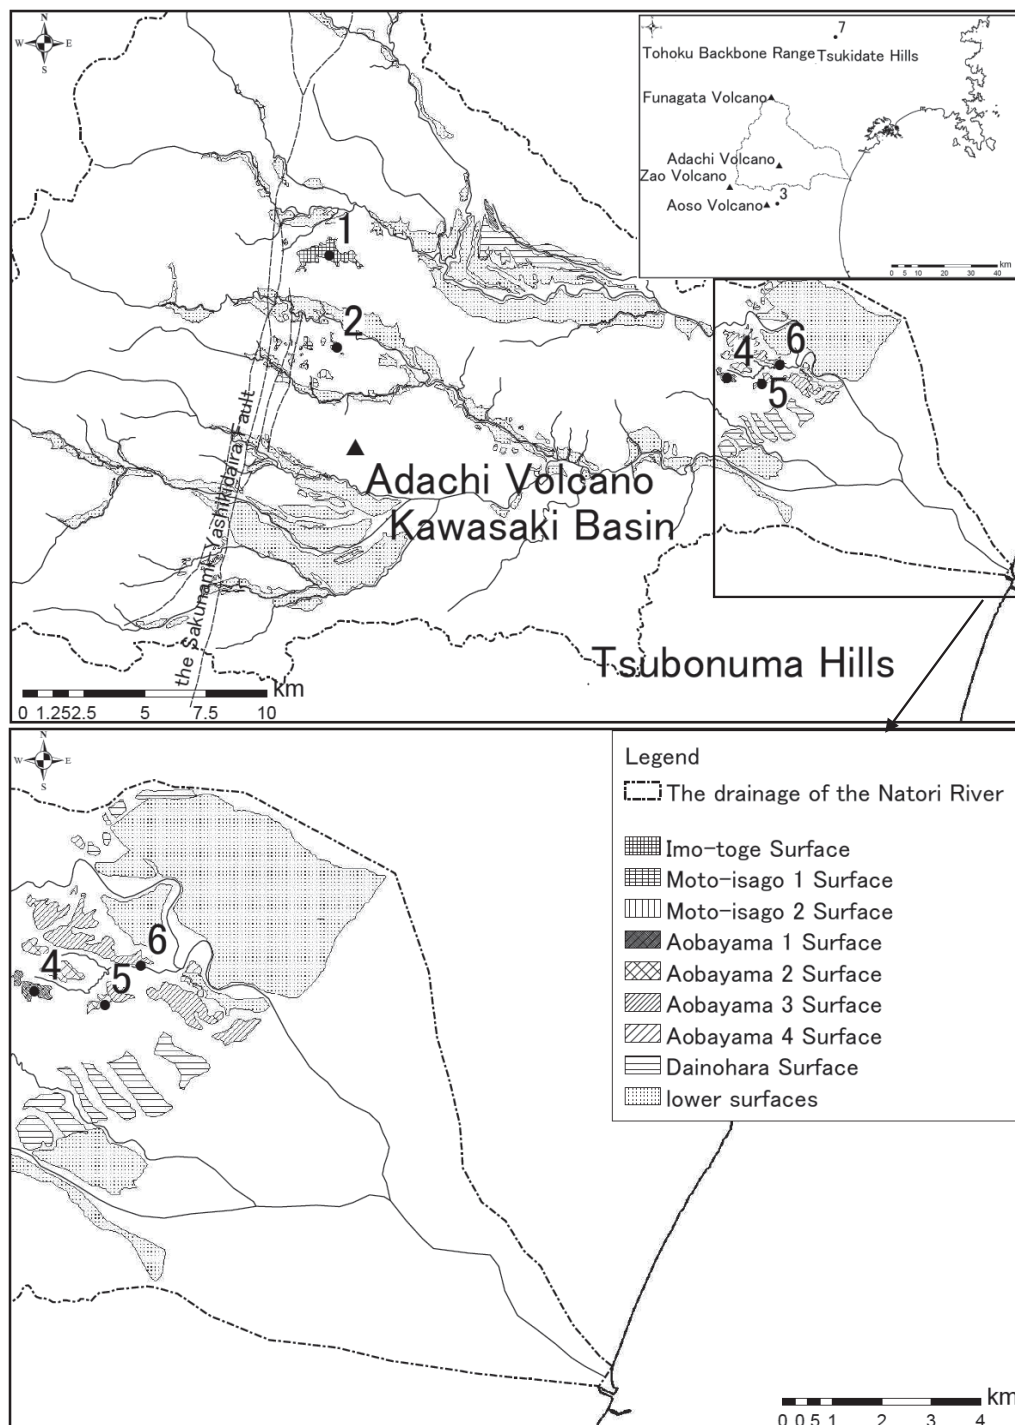 N
W E
S
7
Tohoku Backbone Range
Tsukidate Hills
Funagata Volcano
Adachi Volcano
Zao Volcano
3
Aoso Volcano
km
0 5 10 20 30 40
1
2
4
6
5
the Sakunami-Yashikidaira Fault
Adachi Volcano
Kawasaki Basin
Tsubonuma Hills
km
0 1.252.5 5 7.5 10
N
W E
S
Legend
The drainage of the Natori River
Imo-toge Surface
Moto-isago 1 Surface
Moto-isago 2 Surface
Aobayama 1 Surface
Aobayama 2 Surface
Aobayama 3 Surface
Aobayama 4 Surface
Dainohara Surface
lower surfaces
6
4
5
km
0 0.5 1 2 3 4